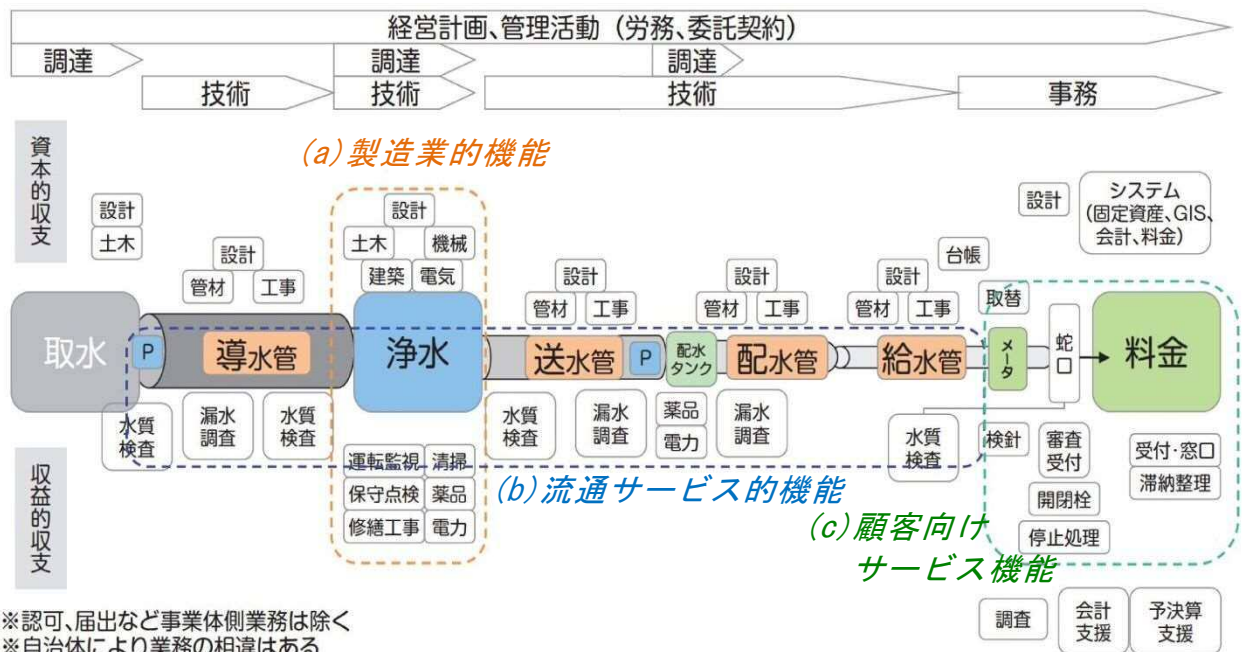 経営計画、管理活動（労務、委託契約）
調達
調達
調達
技術
技術
技術
事務
資本的収支
(a)製造業的機能
設計
土木
設計
管材
工事
設計
土木
機械
建築
電気
設計
管材
工事
設計
管材
工事
設計
管材
工事
台帳
設計
システム
(固定資産、GIS、
会計、料金)
取替
取水
P
導水管
浄水
送水管
P
配水
タンク
配水管
給水管
メータ
蛇口
料金
水質
検査
漏水
調査
水質
検査
水質
検査
漏水
調査
薬品
電力
漏水
調査
水質
検査
検針
審査
受付
開閉栓
停止処理
受付・窓口
滞納整理
収益的収支
運転監視
清掃
保守点検
薬品
修繕工事
電力
(b)流通サービス的機能
(c)顧客向け
サービス機能
調査
会計
支援
予決算
支援
※認可、届出など事業体側業務は除く
※自治体により業務の相違はある